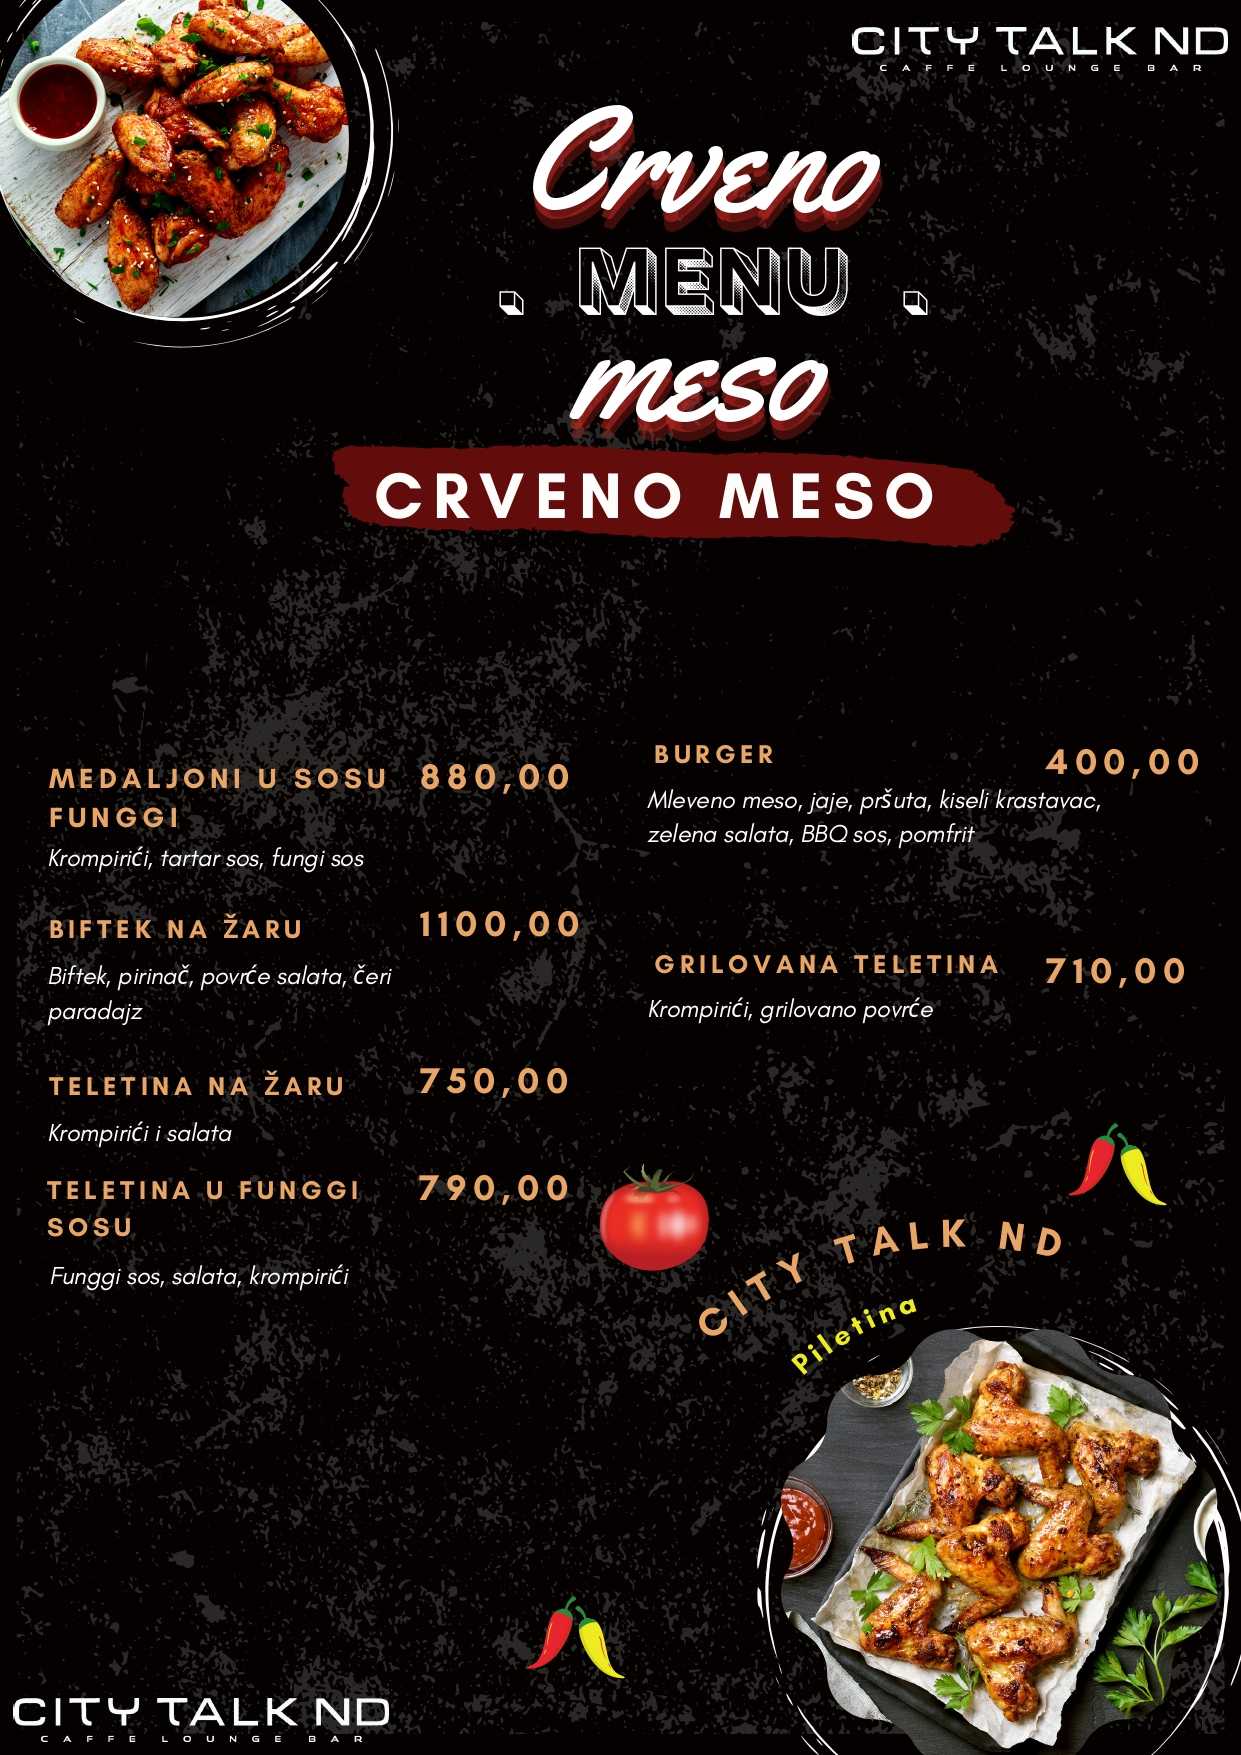 CITY TALK ND
CAFFE LOUNGE BAR
Crveno
MENU
meso
CRVENO MESO
MEDALJONI U SOSU 880,00
FUNGGI
Krompirići, tartar sos, fungi sos
BIFTEK NA ŽARU 1100,00
Biftek, pirinač, povrće salata, čeri
paradajz
TELETINA NA ŽARU 750,00
Krompirići i salata
TELETINA U FUNGGI 790,00
SOSU
Funggi sos, salata, krompirići
BURGER 400,00
Mleveno meso, jaje, pršuta, kiseli krastavac,
zelena salata, BBQ sos, pomfrit
GRILOVANA TELETINA 710,00
Krompirići, grilovano povrće
CITY TALK ND
Piletina
CITY TALK ND
CAFFE LOUNGE BAR